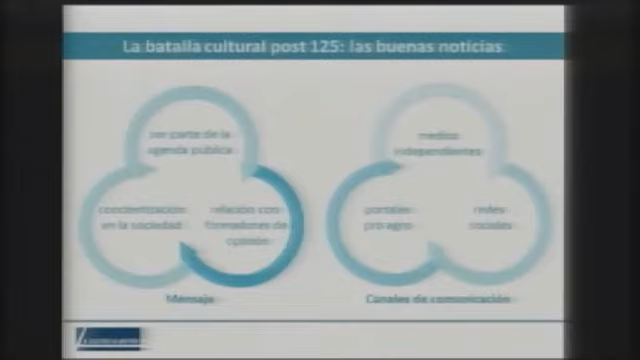 La batalla cultural post 125: las buenas noticias
ser parte de la
agenda pública
concientización
en la sociedad
relación con
formadores de
opinión
Mensaje
medios
independientes
portales
pro agro
redes
sociales
Canales de comunicación